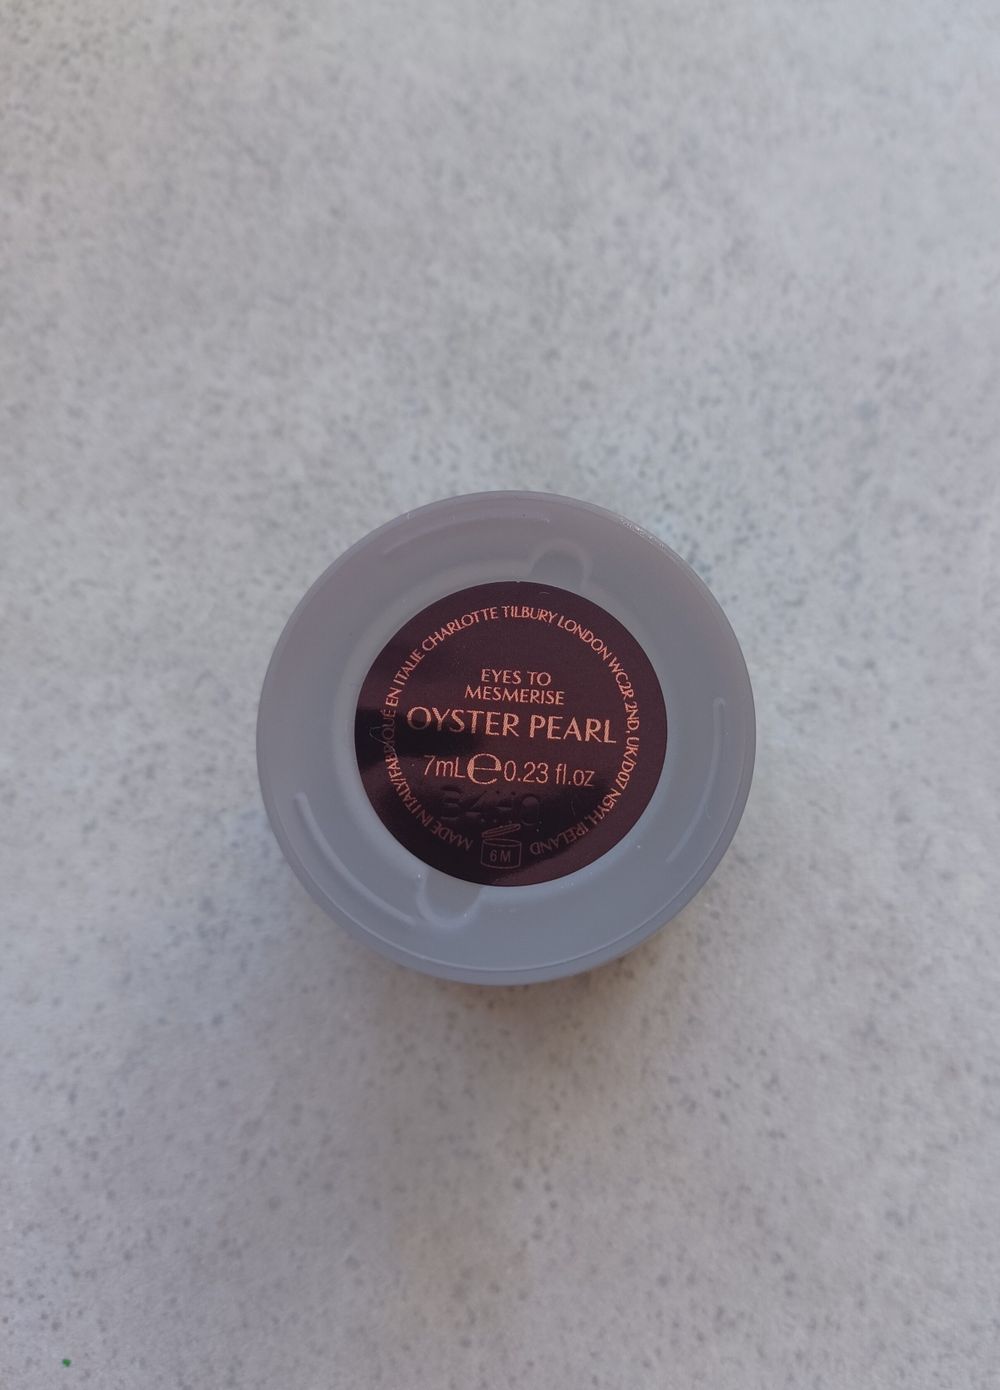 MADE IN ITALY/FABRIQUÉ EN ITALIE CHARLOTTE TILBURY LONDON WC2R 2ND, UK/D07 N5YH, IRELAND
EYES TO
MESMERISE
OYSTER PEARL
7mL e 0.23 fl.oz
6M